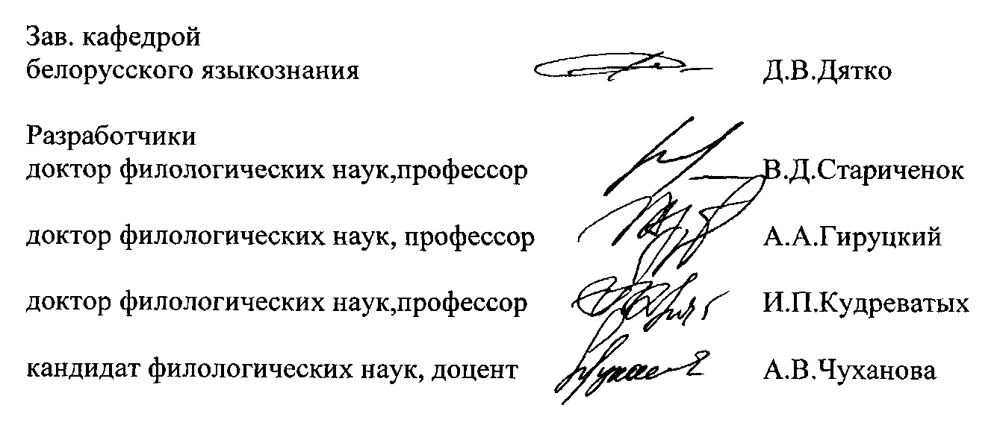 Зав. кафедрой
белорусского языкознания Д.В.Дятко
Разработчики
доктор филологических наук,профессор В.Д.Стариченок
доктор филологических наук, профессор А.А.Гируцкий
доктор филологических наук,профессор И.П.Кудреватых
кандидат филологических наук, доцент А.В.Чуханова